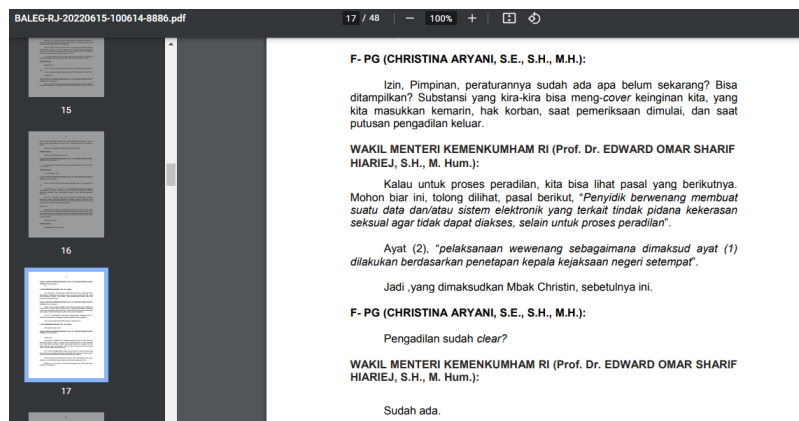 BALEG-RJ-20220615-100614-8886.pdf
17 / 48 | — 100% + |
F- PG (CHRISTINA ARYANI, S.E., S.H., M.H.):
Izin, Pimpinan, peraturannya sudah ada apa belum sekarang? Bisa
ditampilkan? Substansi yang kira-kira bisa meng-cover keinginan kita, yang
kita masukkan kemarin, hak korban, saat pemeriksaan dimulai, dan saat
putusan pengadilan keluar.
WAKIL MENTERI KEMENKUMHAM RI (Prof. Dr. EDWARD OMAR SHARIF
HIARIEJ, S.H., M. Hum.):
Kalau untuk proses peradilan, kita bisa lihat pasal yang berikutnya.
Mohon biar ini, tolong dilihat, pasal berikut, “Penyidik berwenang membuat
suatu data dan/atau sistem elektronik yang terkait tindak pidana kekerasan
seksual agar tidak dapat diakses, selain untuk proses peradilan”.
Ayat (2), “pelaksanaan wewenang sebagaimana dimaksud ayat (1)
dilakukan berdasarkan penetapan kepala kejaksaan negeri setempat”.
Jadi ,yang dimaksudkan Mbak Christin, sebetulnya ini.
F- PG (CHRISTINA ARYANI, S.E., S.H., M.H.):
Pengadilan sudah clear?
WAKIL MENTERI KEMENKUMHAM RI (Prof. Dr. EDWARD OMAR SHARIF
HIARIEJ, S.H., M. Hum.):
Sudah ada.
15
16
17